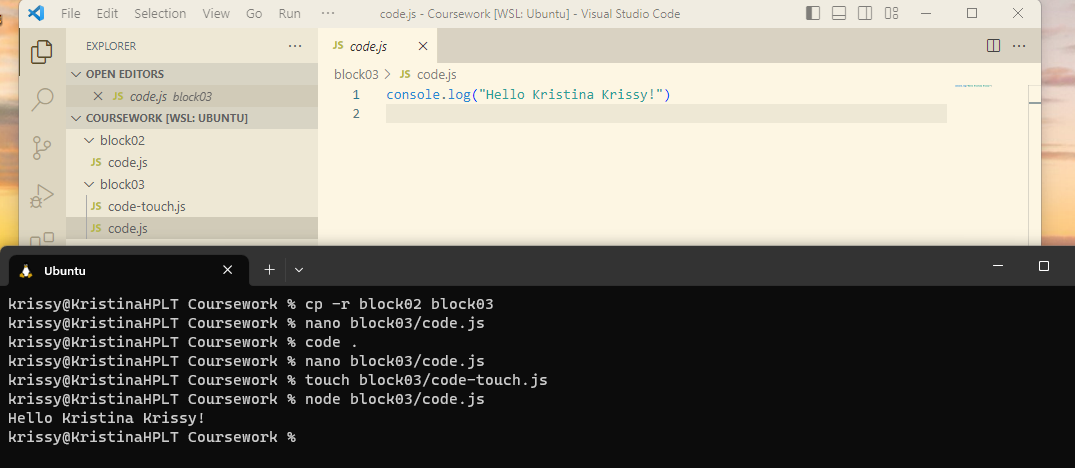 File Edit Selection View Go Run ··· code.js - Coursework [WSL: Ubuntu] - Visual Studio Code
EXPLORER ···
JS code.js
OPEN EDITORS
JS code.js block03
COURSEWORK [WSL: UBUNTU]
block02
JS code.js
block03
JS code-touch.js
JS code.js
block03 > JS code.js
1 console.log("Hello Kristina Krissy!")
2
Ubuntu
krissy@KristinaHPLT Coursework % cp -r block02 block03
krissy@KristinaHPLT Coursework % nano block03/code.js
krissy@KristinaHPLT Coursework % code .
krissy@KristinaHPLT Coursework % nano block03/code.js
krissy@KristinaHPLT Coursework % touch block03/code-touch.js
krissy@KristinaHPLT Coursework % node block03/code.js
Hello Kristina Krissy!
krissy@KristinaHPLT Coursework %